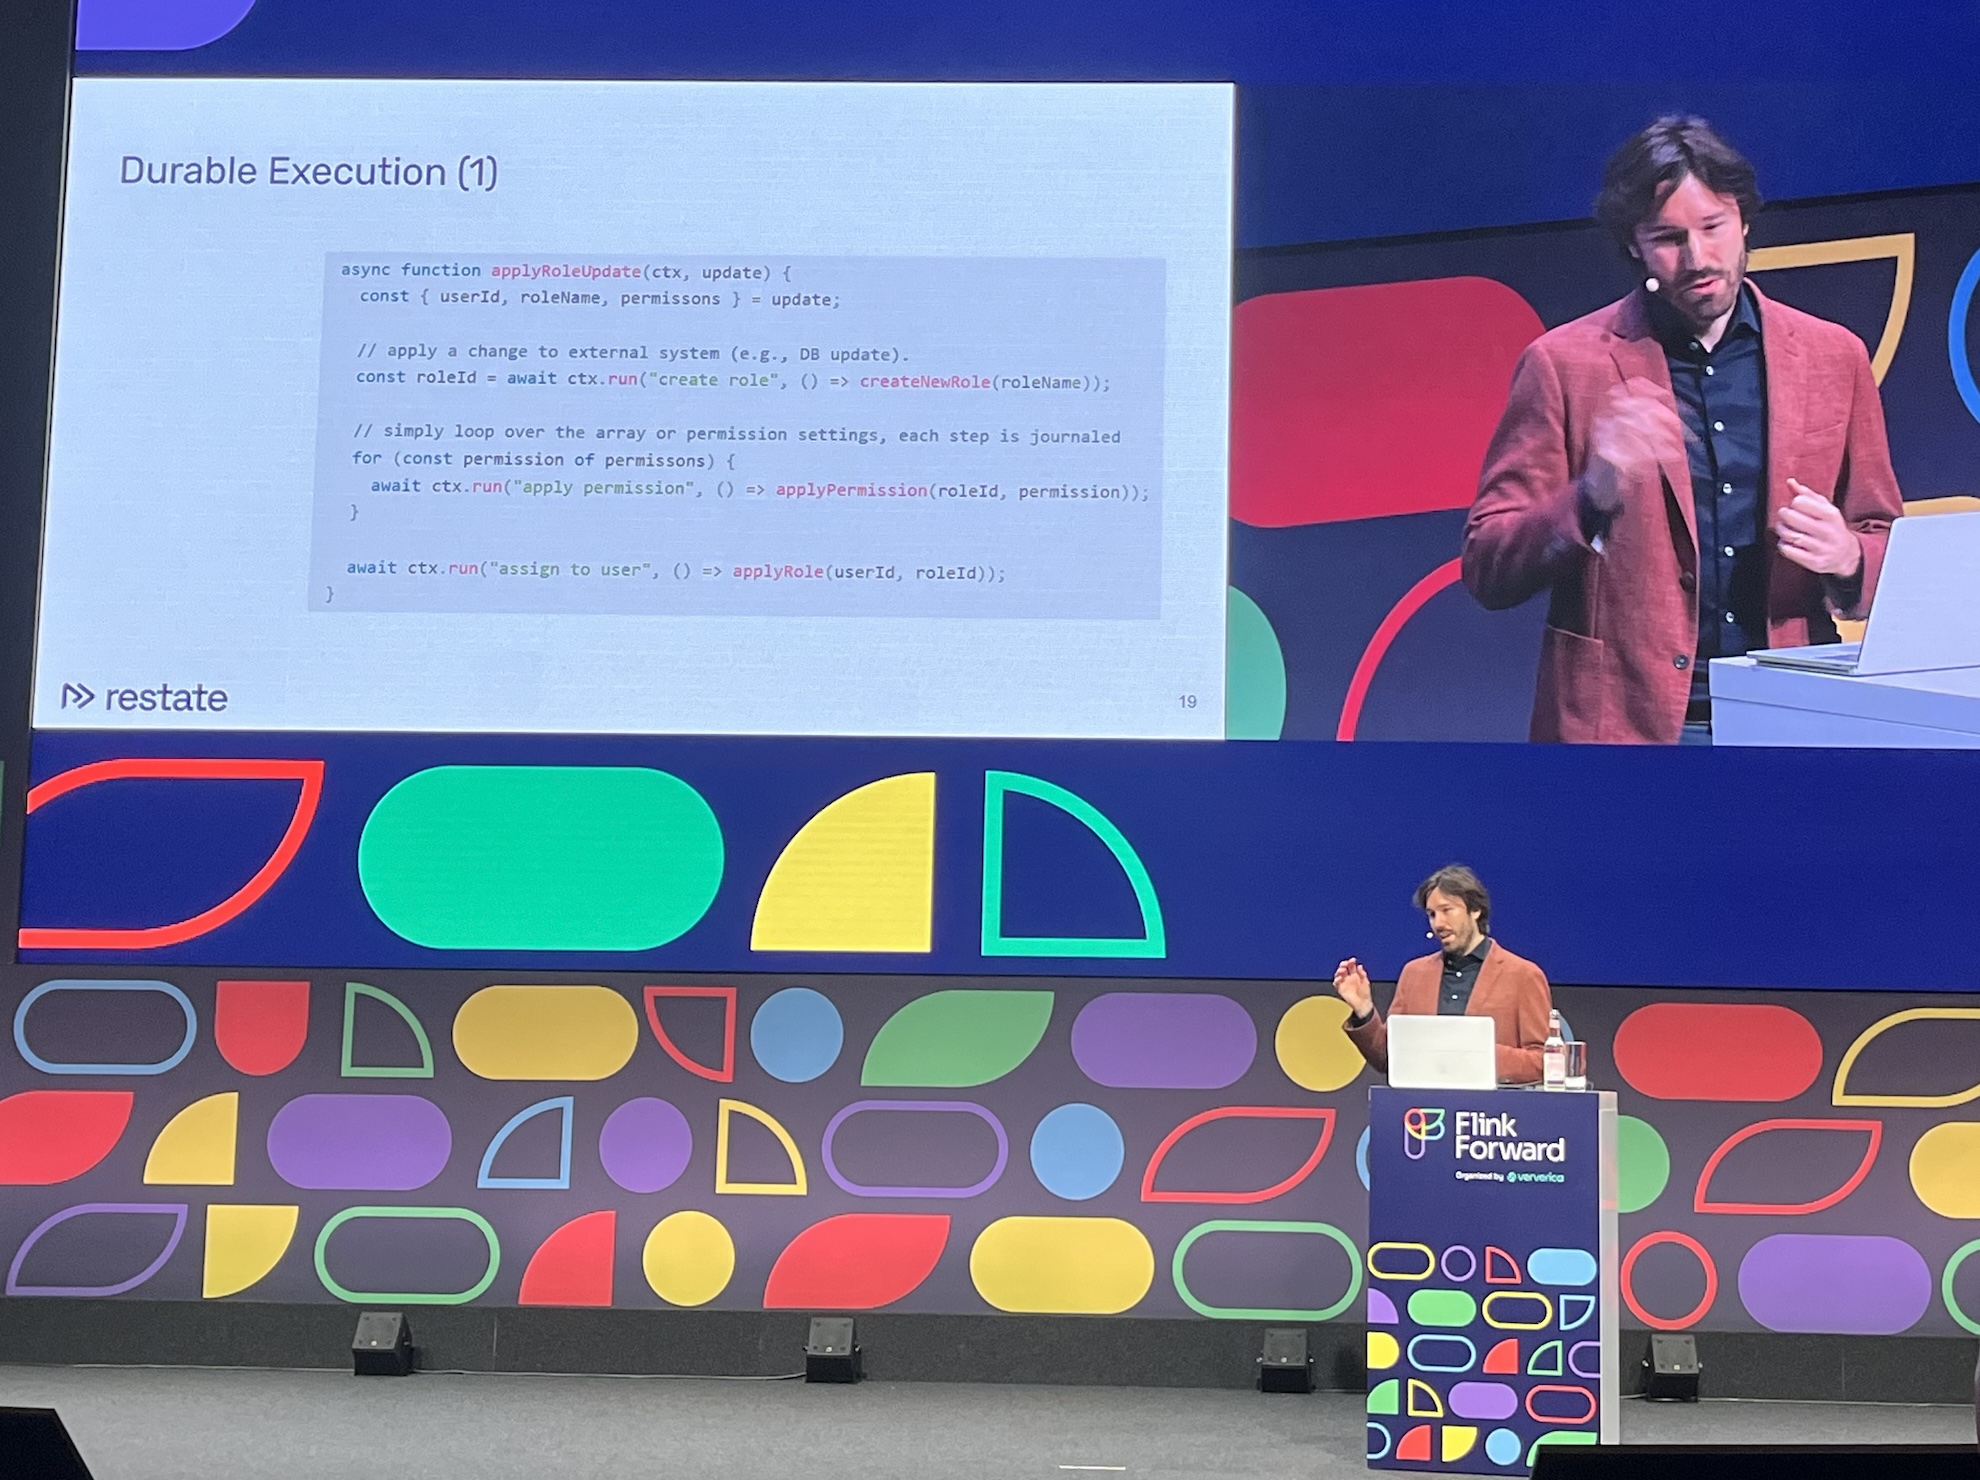 Durable Execution (1)
async function applyRoleUpdate(ctx, update) {
const { userId, roleName, permissons } = update;
// apply a change to external system (e.g., DB update).
const roleId = await ctx.run("create role", () => createNewRole(roleName));
// simply loop over the array or permission settings, each step is journaled
for (const permission of permissons) {
await ctx.run("apply permission", () => applyPermission(roleId, permission));
}
await ctx.run("assign to user", () => applyRole(userId, roleId));
}
restate
19
Flink
Forward
Organized by ververica